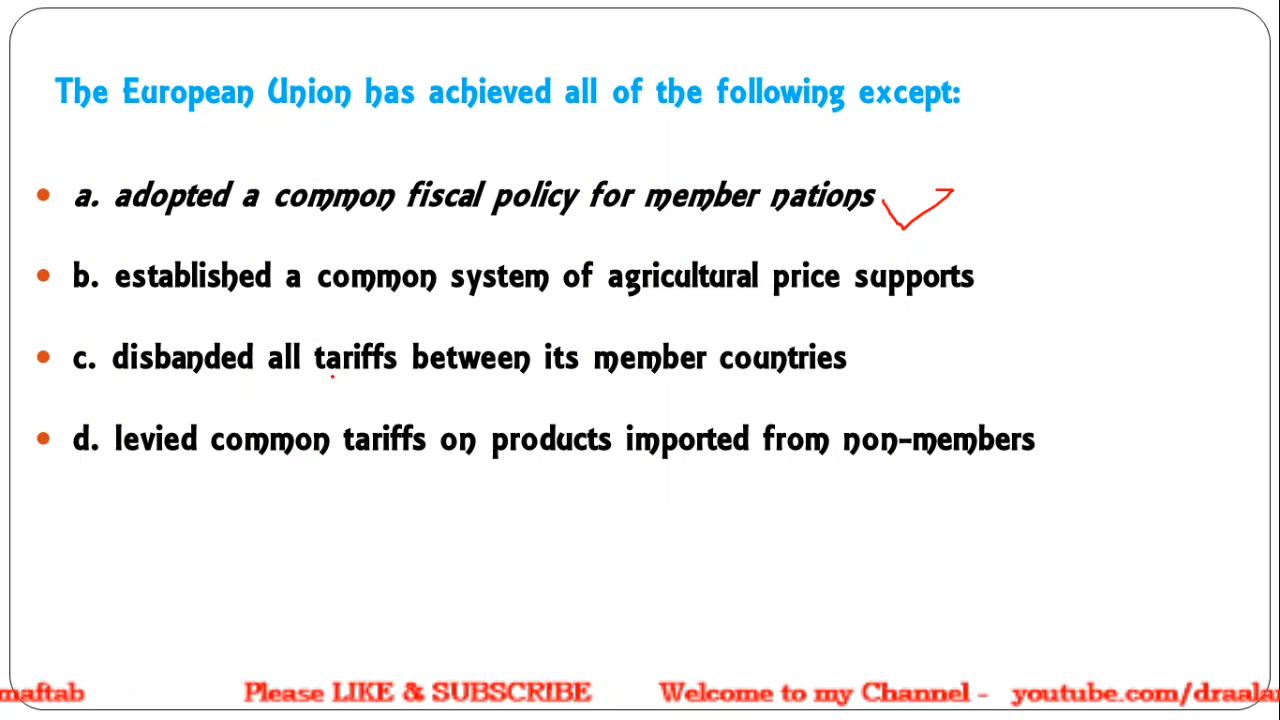 The European Union has achieved all of the following except:
• a. adopted a common fiscal policy for member nations
• b. established a common system of agricultural price supports
• c. disbanded all tariffs between its member countries
• d. levied common tariffs on products imported from non-members
maftab Please LIKE & SUBSCRIBE Welcome to my Channel - youtube.com/draala